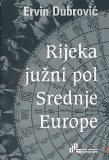 Ervin Dubrović
Rijeka
južni pol
Srednje
Europe